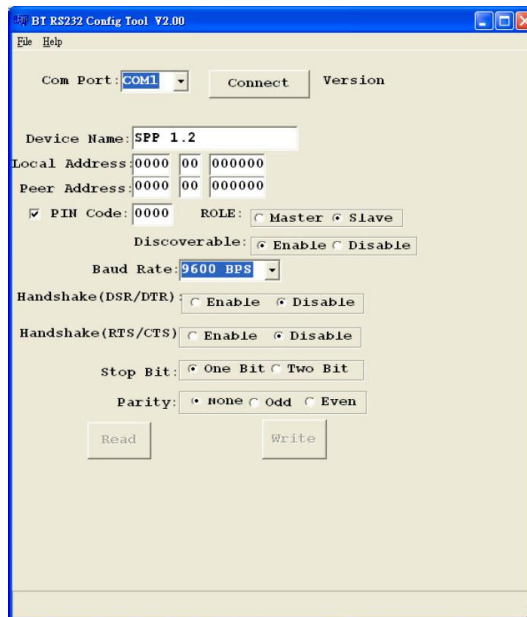 BT RS232 Config Tool V2.00
File Help
Com Port: COM1 Connect Version
Device Name: SPP 1.2
Local Address: 0000 00 000000
Peer Address: 0000 00 000000
PIN Code: 0000 ROLE: Master Slave
Discoverable: Enable Disable
Baud Rate: 9600 BPS
Handshake(DSR/DTR): Enable Disable
Handshake(RTS/CTS) Enable Disable
Stop Bit: One Bit Two Bit
Parity: None Odd Even
Read Write